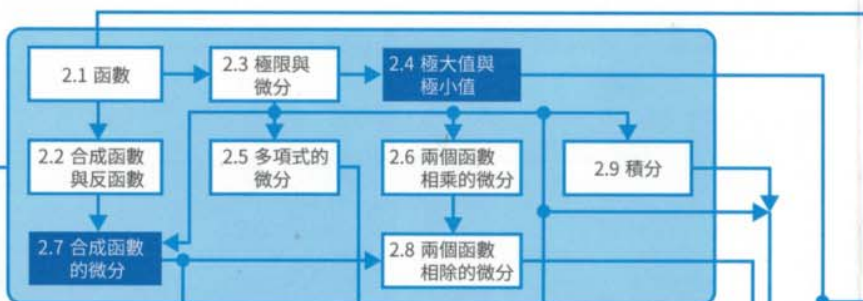 2.1 函數
2.3 極限與
微分
2.4 極大值與
極小值
2.2 合成函數
與反函數
2.5 多項式的
微分
2.6 兩個函數
相乘的微分
2.9 積分
2.7 合成函數
的微分
2.8 兩個函數
相除的微分